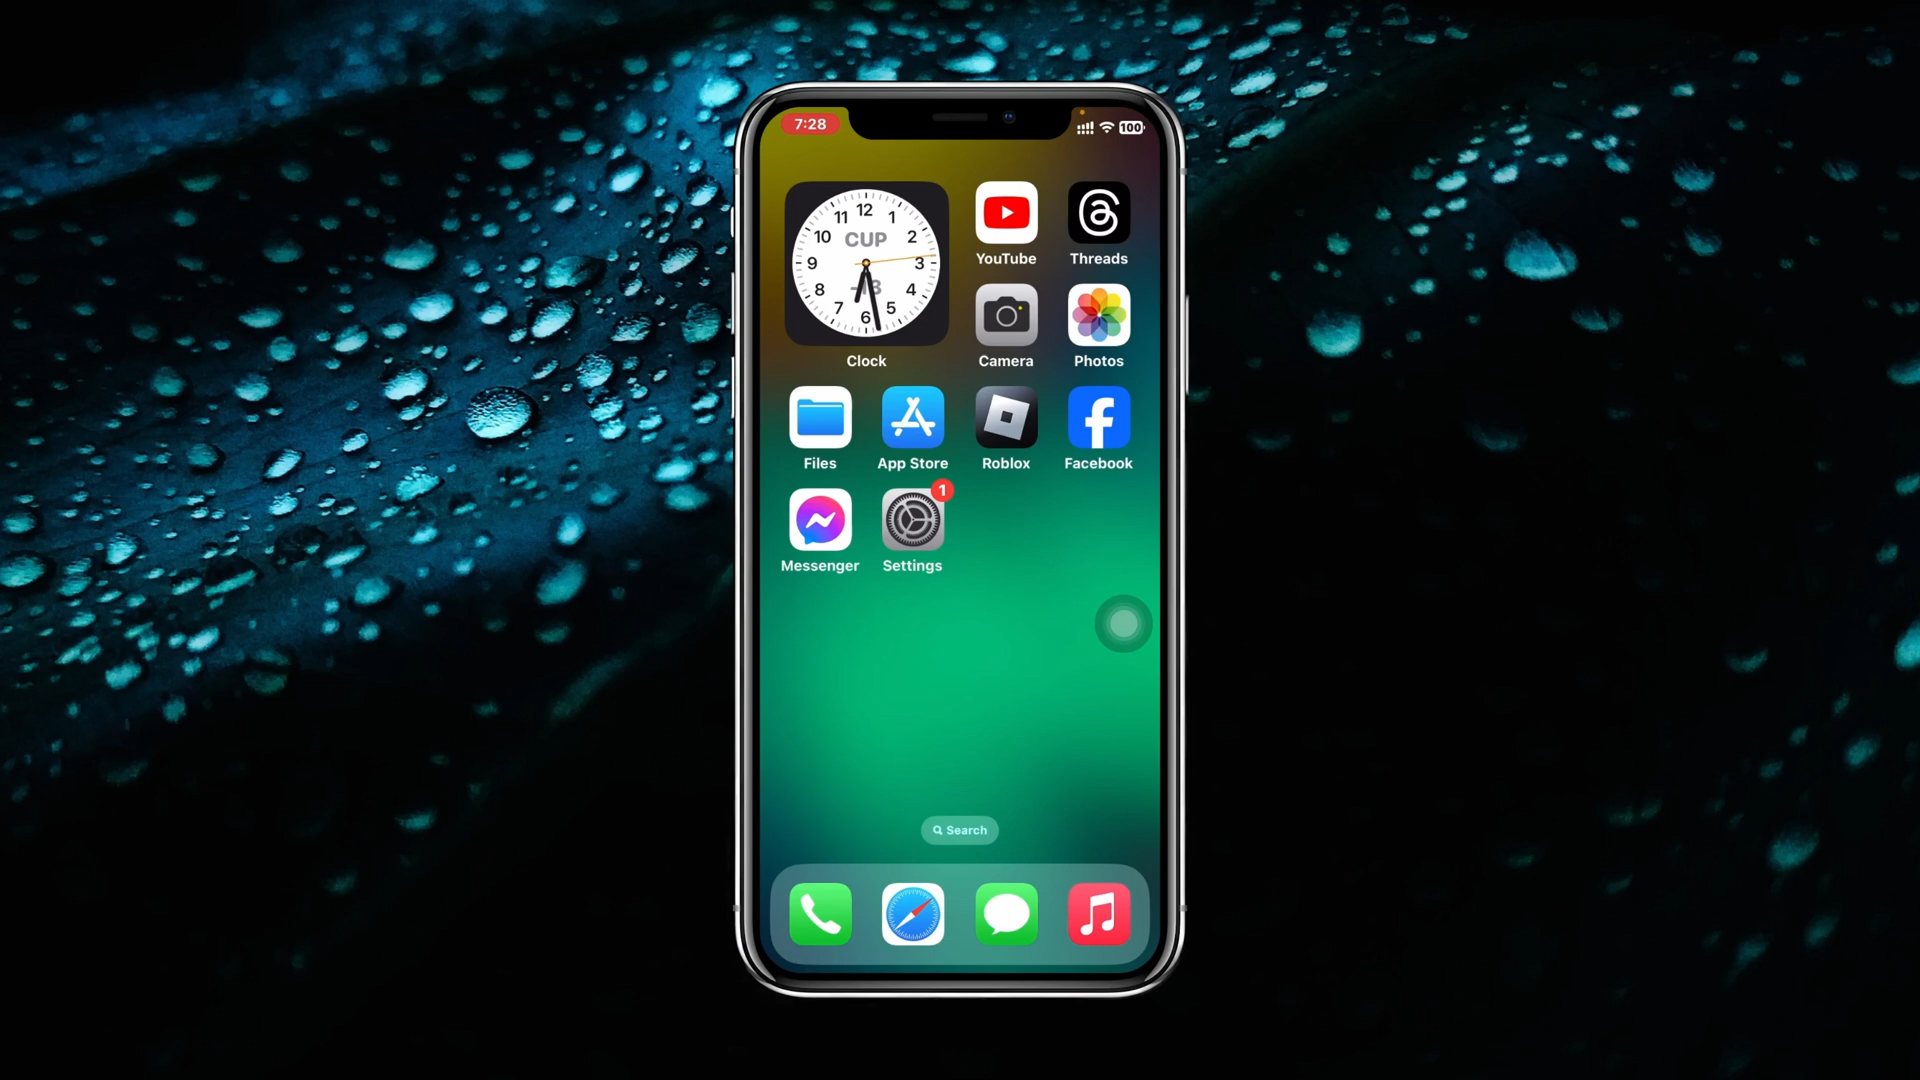 7:28
100
12
11 1
10 CUP 2
9 3
8 -13 4
7 5
6
Clock
YouTube Threads
Camera Photos
Files App Store Roblox Facebook
1
Messenger Settings
Search